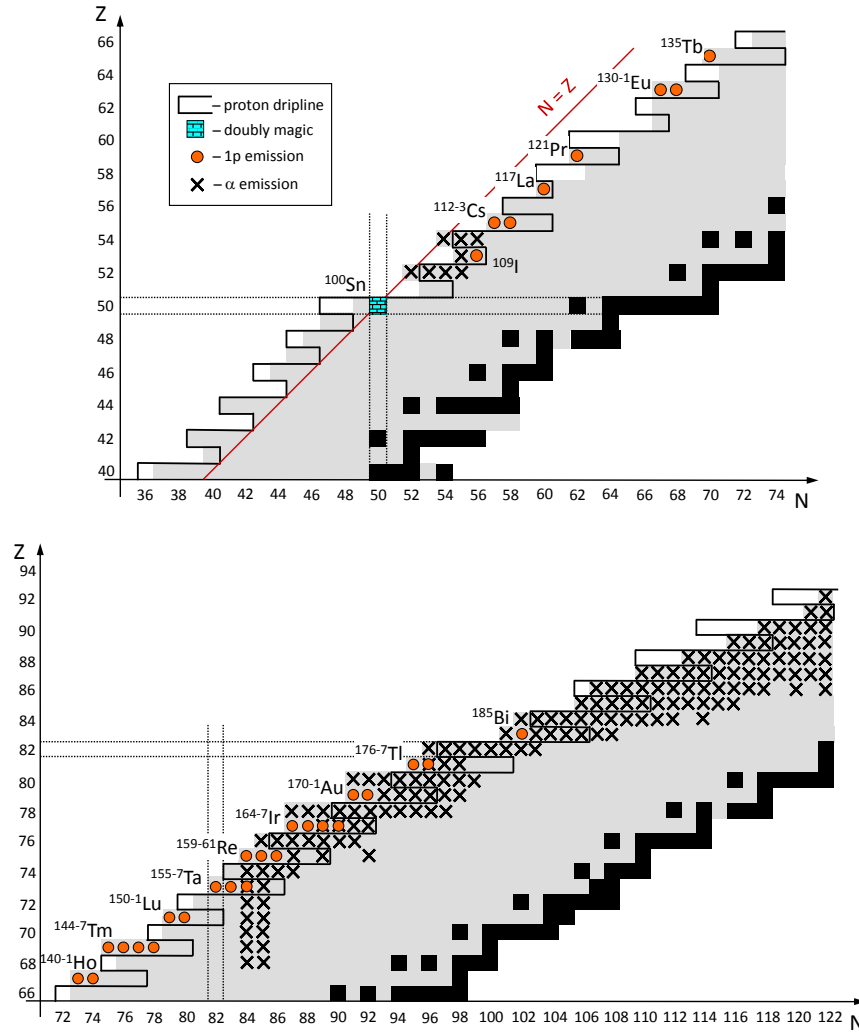 Z
66
64
62
60
58
56
54
52
50
48
46
44
42
40
– proton dripline
– doubly magic
– 1p emission
– α emission
N = Z
¹³⁵Tb
¹³⁰⁻¹Eu
¹²¹Pr
¹¹⁷La
¹¹²⁻³Cs
¹⁰⁹I
¹⁰⁰Sn
36 38 40 42 44 46 48 50 52 54 56 58 60 62 64 66 68 70 72 74
N
Z
94
92
90
88
86
84
82
80
78
76
74
72
70
68
66
¹⁸⁵Bi
¹⁷⁶⁻⁷Tl
¹⁷⁰⁻¹Au
¹⁶⁴⁻⁷Ir
¹⁵⁹⁻⁶¹Re
¹⁵⁵⁻⁷Ta
¹⁵⁰⁻¹Lu
¹⁴⁴⁻⁷Tm
¹⁴⁰⁻¹Ho
72 74 76 78 80 82 84 86 88 90 92 94 96 98 100 102 104 106 108 110 112 114 116 118 120 122
N